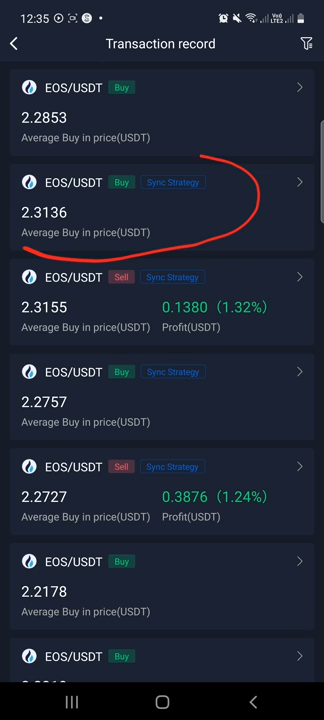 12:35
Transaction record
EOS/USDT Buy
2.2853
Average Buy in price(USDT)
EOS/USDT Buy Sync Strategy
2.3136
Average Buy in price(USDT)
EOS/USDT Sell Sync Strategy
2.3155 0.1380 (1.32%)
Average Buy in price(USDT) Profit(USDT)
EOS/USDT Buy Sync Strategy
2.2757
Average Buy in price(USDT)
EOS/USDT Sell Sync Strategy
2.2727 0.3876 (1.24%)
Average Buy in price(USDT) Profit(USDT)
EOS/USDT Buy
2.2178
Average Buy in price(USDT)
EOS/USDT Buy